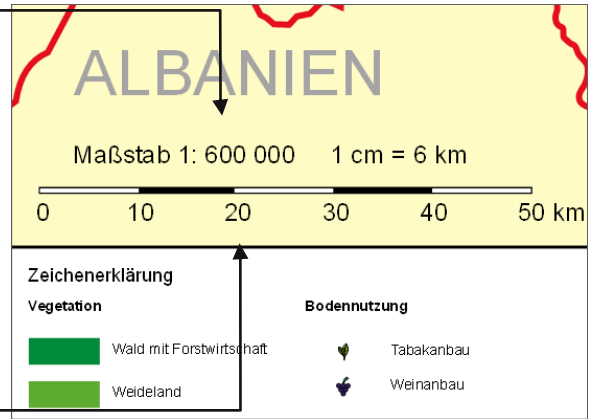 ALBANIEN
Maßstab 1: 600 000 1 cm = 6 km
0 10 20 30 40 50 km
Zeichenerklärung
Vegetation Bodennutzung
Wald mit Forstwirtschaft Tabakanbau
Weideland Weinanbau